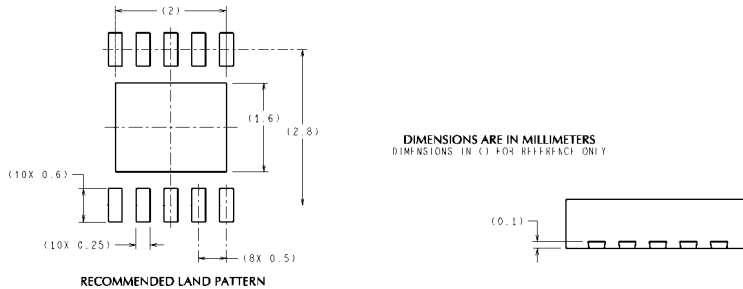 (2)
(1.6)
(2.8)
DIMENSIONS ARE IN MILLIMETERS
DIMENSIONS IN () FOR REFERENCE ONLY
(10X 0.6)
(0.1)
(10X 0.25)
(8X 0.5)
RECOMMENDED LAND PATTERN